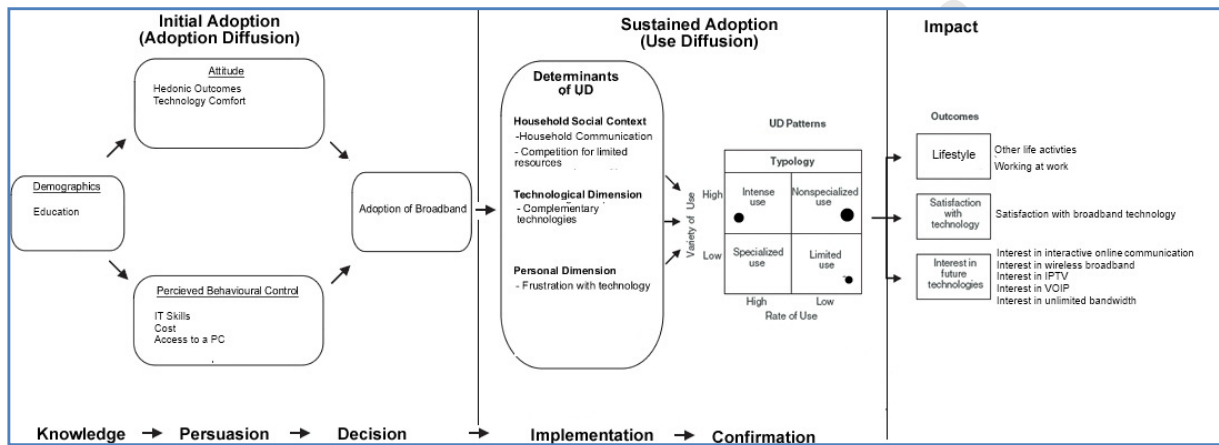 Initial Adoption
(Adoption Diffusion)
Attitude
Hedonic Outcomes
Technology Comfort
Demographics
Education
Percieved Behavioural Control
IT Skills
Cost
Access to a PC
Adoption of Broadband
Sustained Adoption
(Use Diffusion)
Determinants
of UD
Household Social Context
-Household Communication
- Competition for limited
resources
Technological Dimension
- Complementary
technologies
Personal Dimension
- Frustration with technology
UD Patterns
Typology
Variety of Use
High
Low
Intense
use
Nonspecialized
use
Specialized
use
Limited
use
High
Low
Rate of Use
Impact
Outcomes
Lifestyle
Other life activties
Working at work
Satisfaction
with
technology
Satisfaction with broadband technology
Interest in
future
technologies
Interest in interactive online communication
Interest in wireless broadband
Interest in IPTV
Interest in VOIP
Interest in unlimited bandwidth
Knowledge
Persuasion
Decision
Implementation
Confirmation